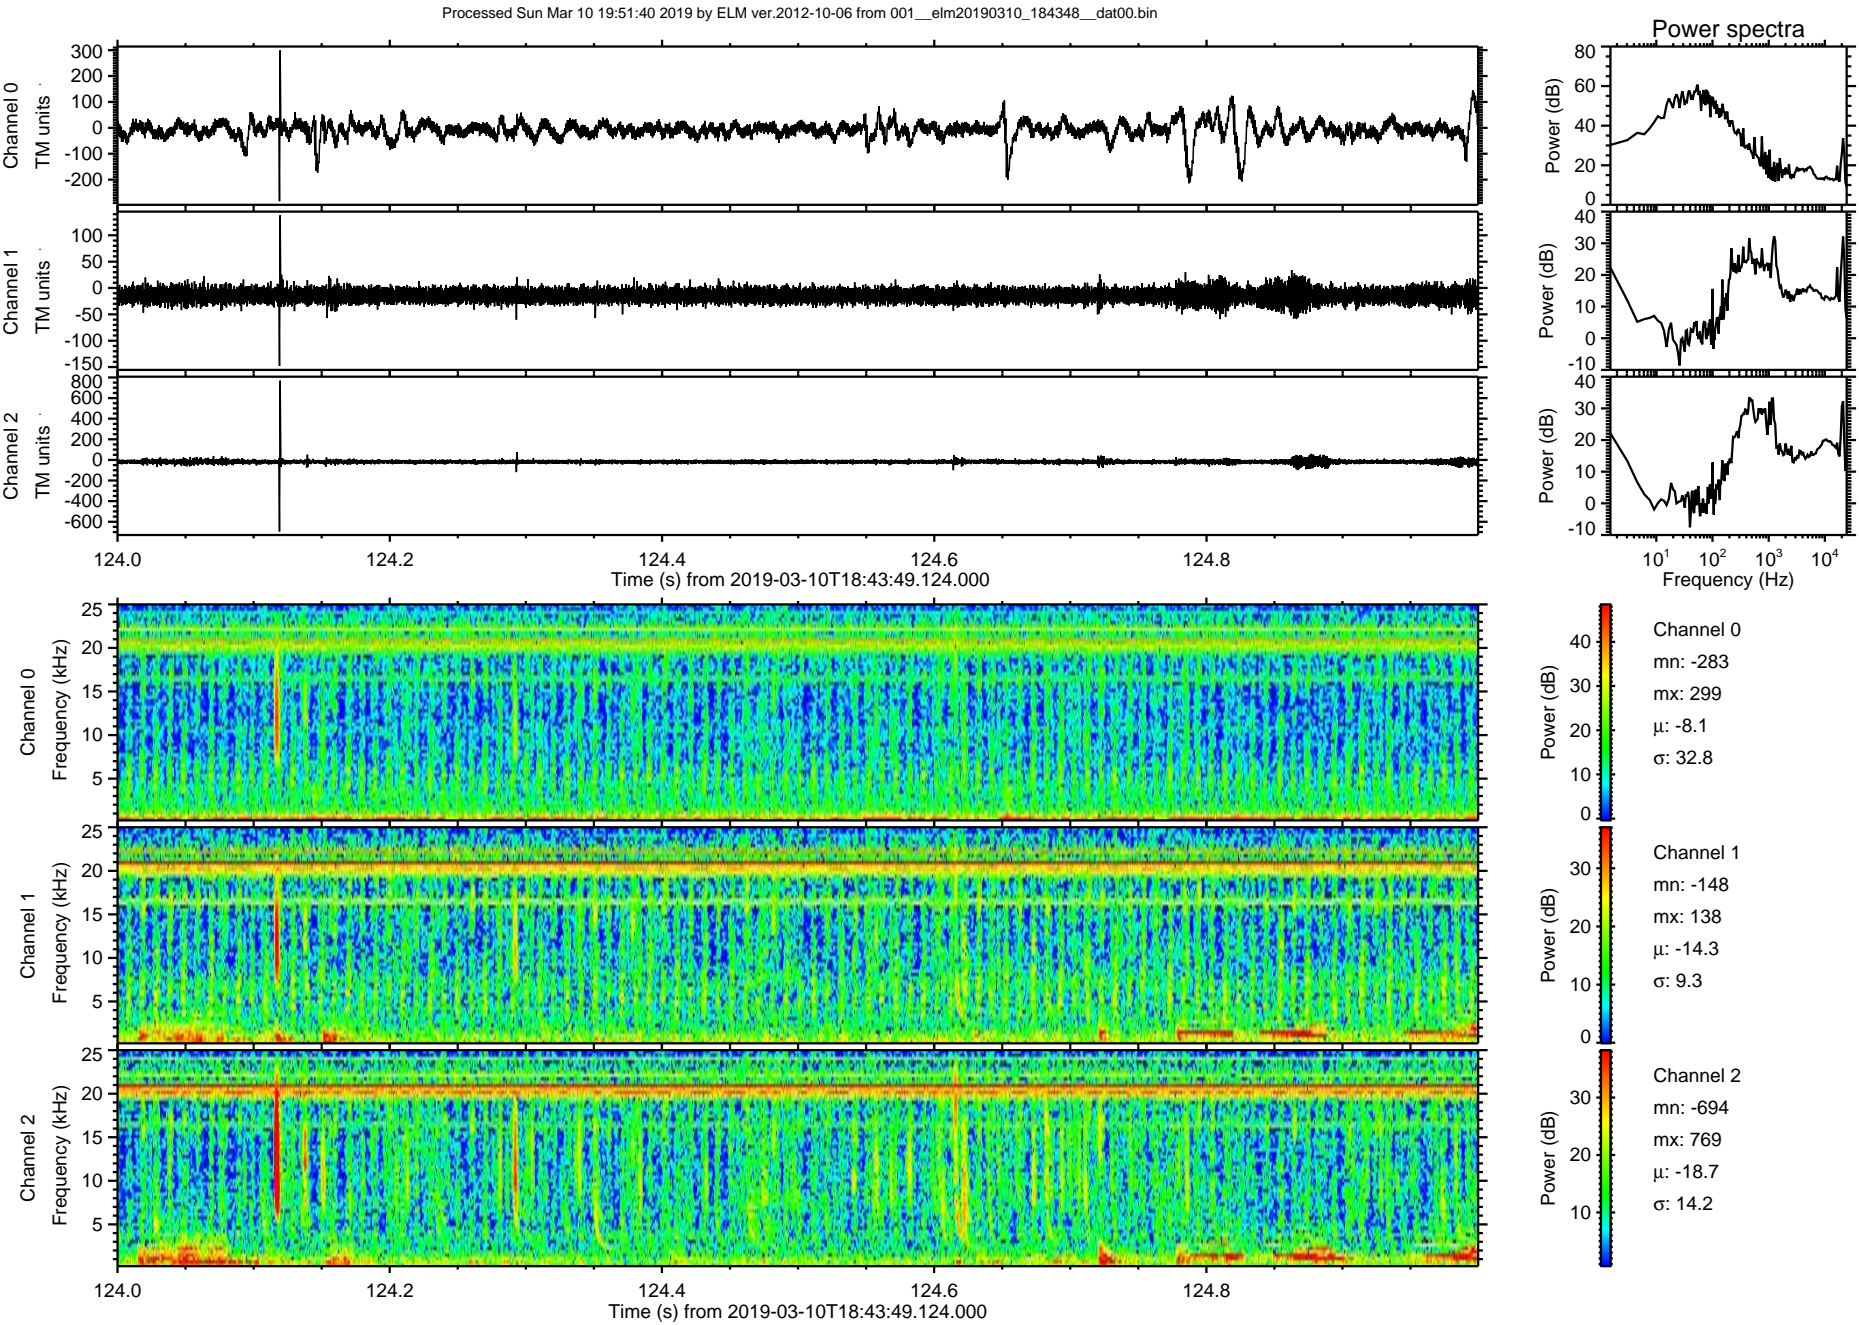 Processed Sun Mar 10 19:51:40 2019 by ELM ver.2012-10-06 from 001__elm20190310_184348__dat00.bin
Power spectra
Channel 0
TM units
300
200
100
0
-100
-200
Power (dB)
80
60
40
20
0
Channel 1
TM units
100
50
0
-50
-100
-150
Power (dB)
40
30
20
10
0
-10
Channel 2
TM units
800
600
400
200
0
-200
-400
-600
Power (dB)
40
30
20
10
0
-10
124.0 124.2 124.4 124.6 124.8
Time (s) from 2019-03-10T18:43:49.124.000
10¹ 10² 10³ 10⁴
Frequency (Hz)
Channel 0
Frequency (kHz)
25
20
15
10
5
Power (dB)
40
30
20
10
0
Channel 0
mn: -283
mx: 299
μ: -8.1
σ: 32.8
Channel 1
Frequency (kHz)
25
20
15
10
5
Power (dB)
30
20
10
0
Channel 1
mn: -148
mx: 138
μ: -14.3
σ: 9.3
Channel 2
Frequency (kHz)
25
20
15
10
5
Power (dB)
30
20
10
Channel 2
mn: -694
mx: 769
μ: -18.7
σ: 14.2
124.0 124.2 124.4 124.6 124.8
Time (s) from 2019-03-10T18:43:49.124.000